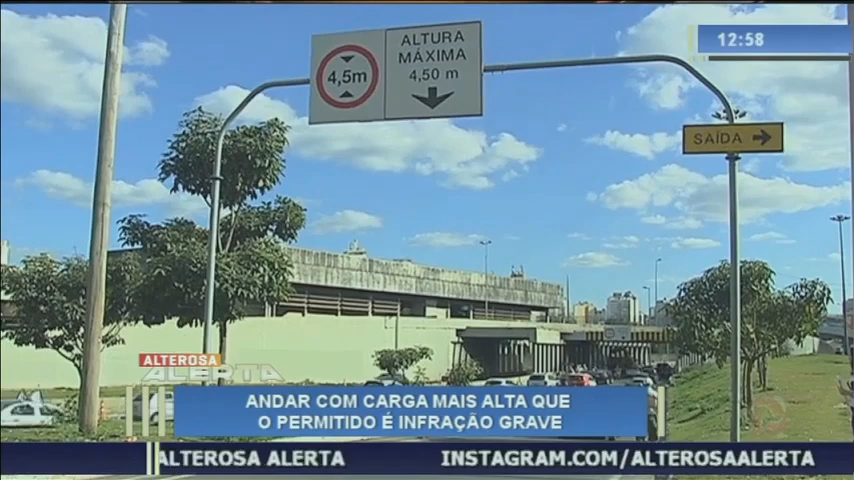 12:58
4,5m
ALTURA
MÁXIMA
4,50 m
SAÍDA
ALTEROSA
ALERTA
ANDAR COM CARGA MAIS ALTA QUE
O PERMITIDO É INFRAÇÃO GRAVE
ALTEROSA ALERTA
INSTAGRAM.COM/ALTEROSAALERTA